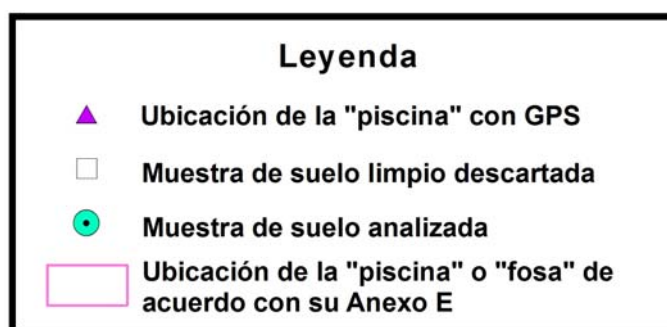 Leyenda
Ubicación de la "piscina" con GPS
Muestra de suelo limpio descartada
Muestra de suelo analizada
Ubicación de la "piscina" o "fosa" de
acuerdo con su Anexo E